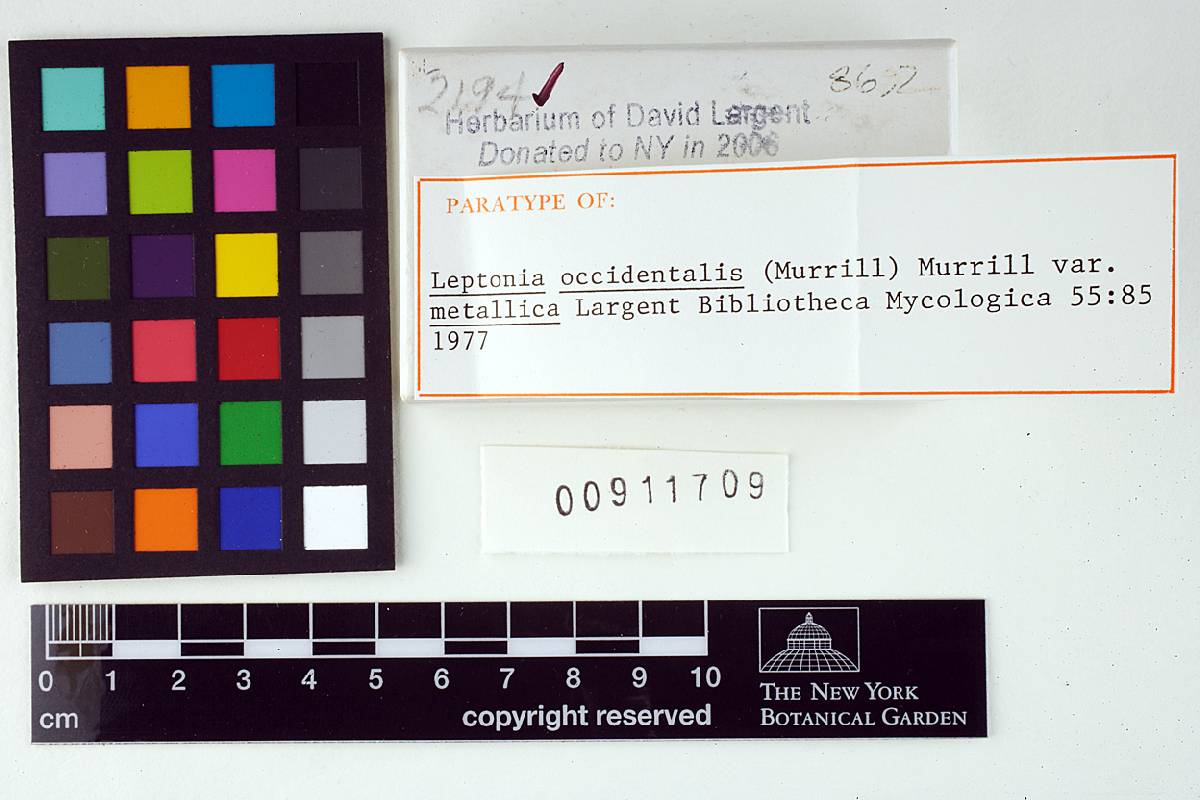 2194
Herbarium of David Largent
Donated to NY in 2006
PARATYPE OF:
Leptonia occidentalis (Murrill) Murrill var.
metallica Largent Bibliotheca Mycologica 55:85
1977
00911709
0 1 2 3 4 5 6 7 8 9 10
cm
copyright reserved
THE NEW YORK
BOTANICAL GARDEN